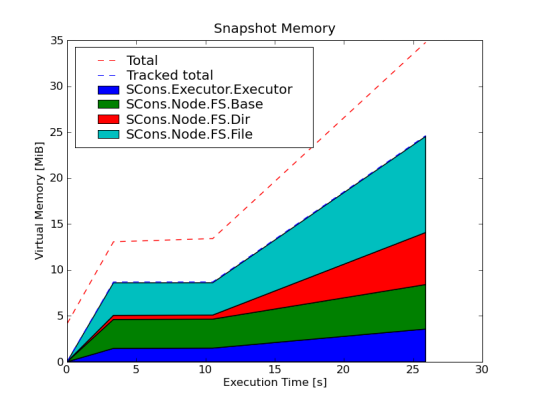 Snapshot Memory
35
30
25
20
15
10
5
0
Virtual Memory [MiB]
Total
Tracked total
SCons.Executor.Executor
SCons.Node.FS.Base
SCons.Node.FS.Dir
SCons.Node.FS.File
0 5 10 15 20 25 30
Execution Time [s]